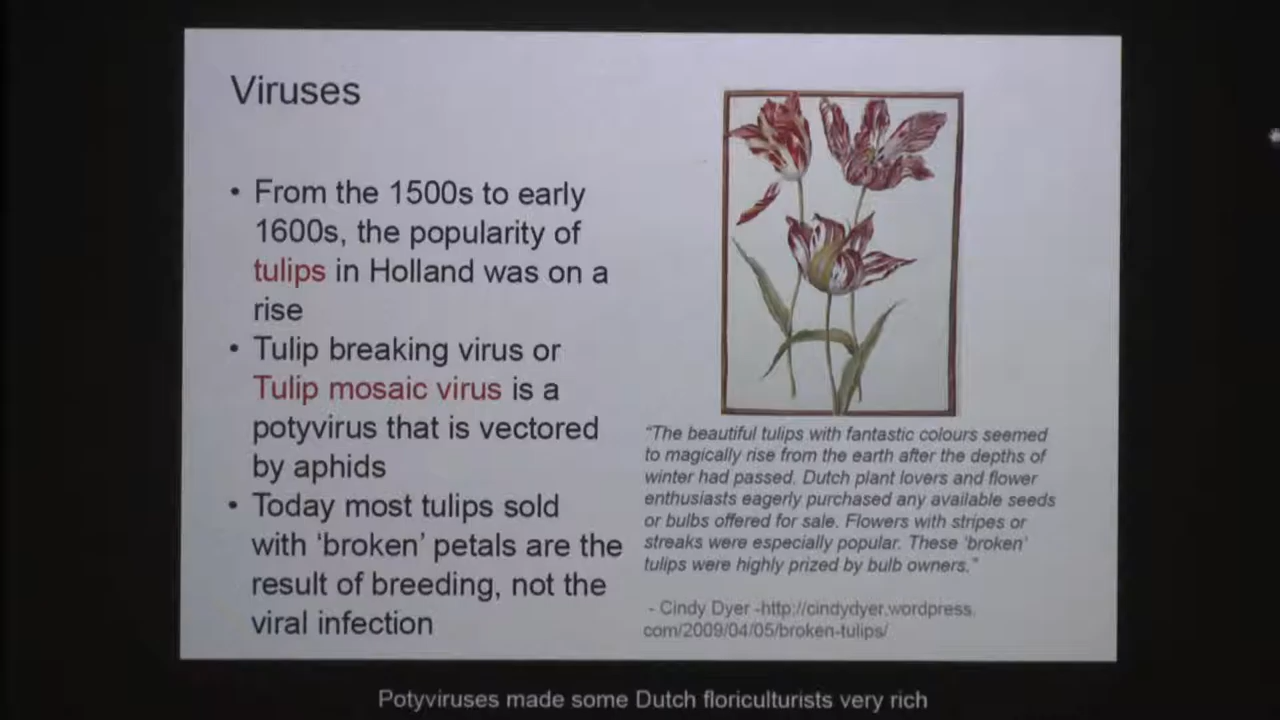 Viruses
• From the 1500s to early
1600s, the popularity of
tulips in Holland was on a
rise
• Tulip breaking virus or
Tulip mosaic virus is a
potyvirus that is vectored
by aphids
• Today most tulips sold
with ‘broken’ petals are the
result of breeding, not the
viral infection
“The beautiful tulips with fantastic colours seemed
to magically rise from the earth after the depths of
winter had passed. Dutch plant lovers and flower
enthusiasts eagerly purchased any available seeds
or bulbs offered for sale. Flowers with stripes or
streaks were especially popular. These ‘broken’
tulips were highly prized by bulb owners.”
- Cindy Dyer -http://cindydyer.wordpress.
com/2009/04/05/broken-tulips/
Potyviruses made some Dutch floriculturists very rich